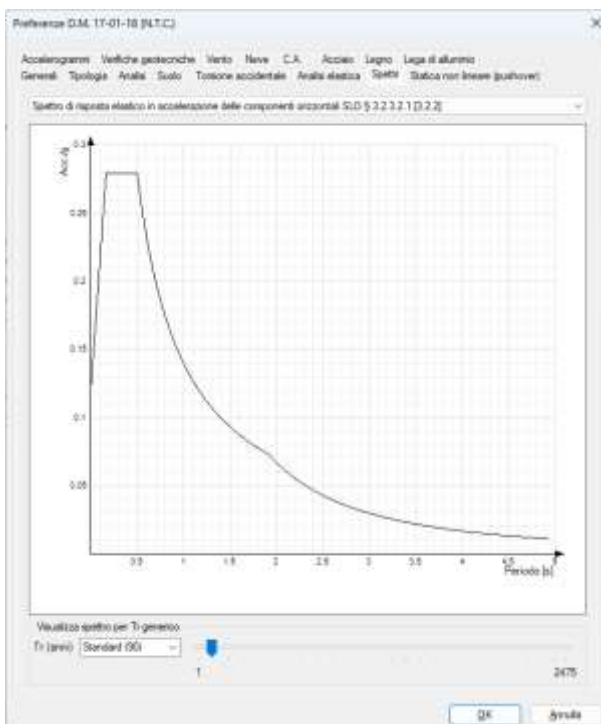 Preferenze D.M. 17-01-18 (N.T.C.)
Accelerogrammi Verifiche geotecniche Vento Neve C.A. Acciaio Legno Lega di alluminio
Generali Tipologia Analisi Suolo Torsione accidentale Analisi elastica Spettri Statica non lineare (pushover)
Spettro di risposta elastico in accelerazione delle componenti orizzontali SLO § 3.2.3.2.1 [3.2.2]
Acc./g
0.3
0.25
0.2
0.15
0.1
0.05
0.5 1 1.5 2 2.5 3 3.5 4 4.5 5
Periodo [s]
Visualizza spettro per Tr generico
Tr (anni) Standard (90)
1 2475
OK Annulla